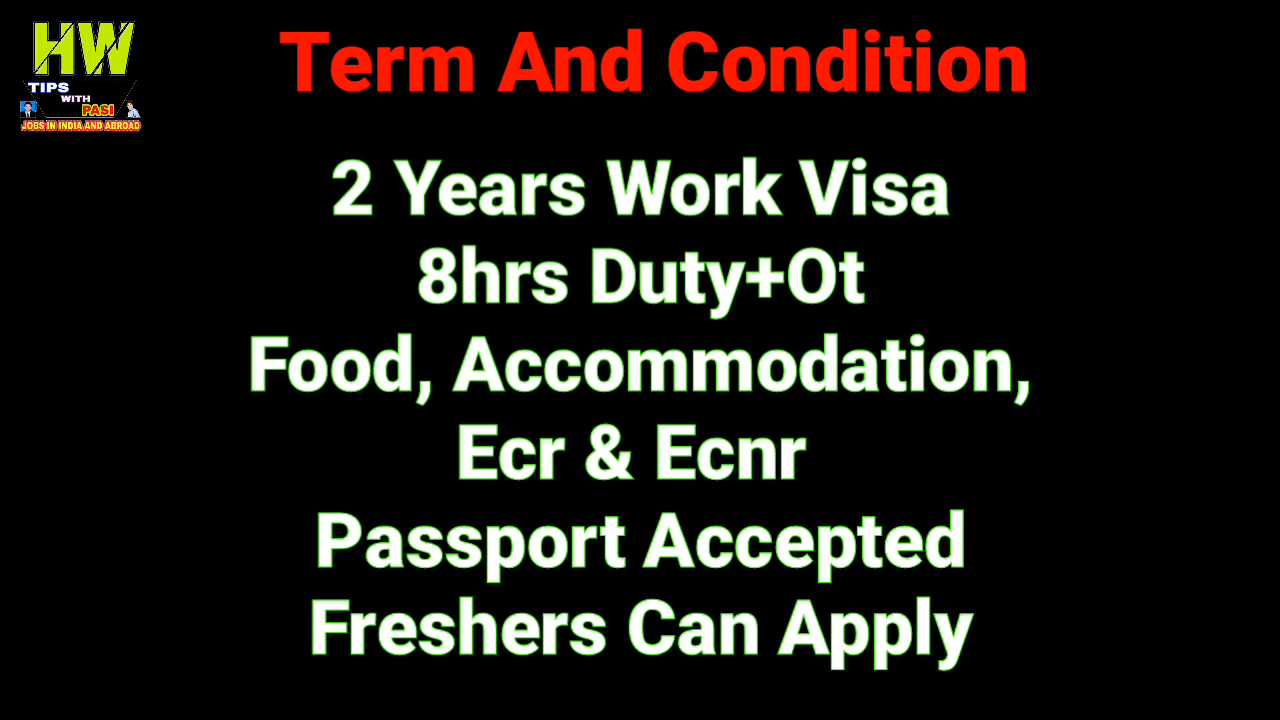 HW
TIPS
WITH
PASI
JOBS IN INDIA AND ABROAD
Term And Condition
2 Years Work Visa
8hrs Duty+Ot
Food, Accommodation,
Ecr & Ecnr
Passport Accepted
Freshers Can Apply